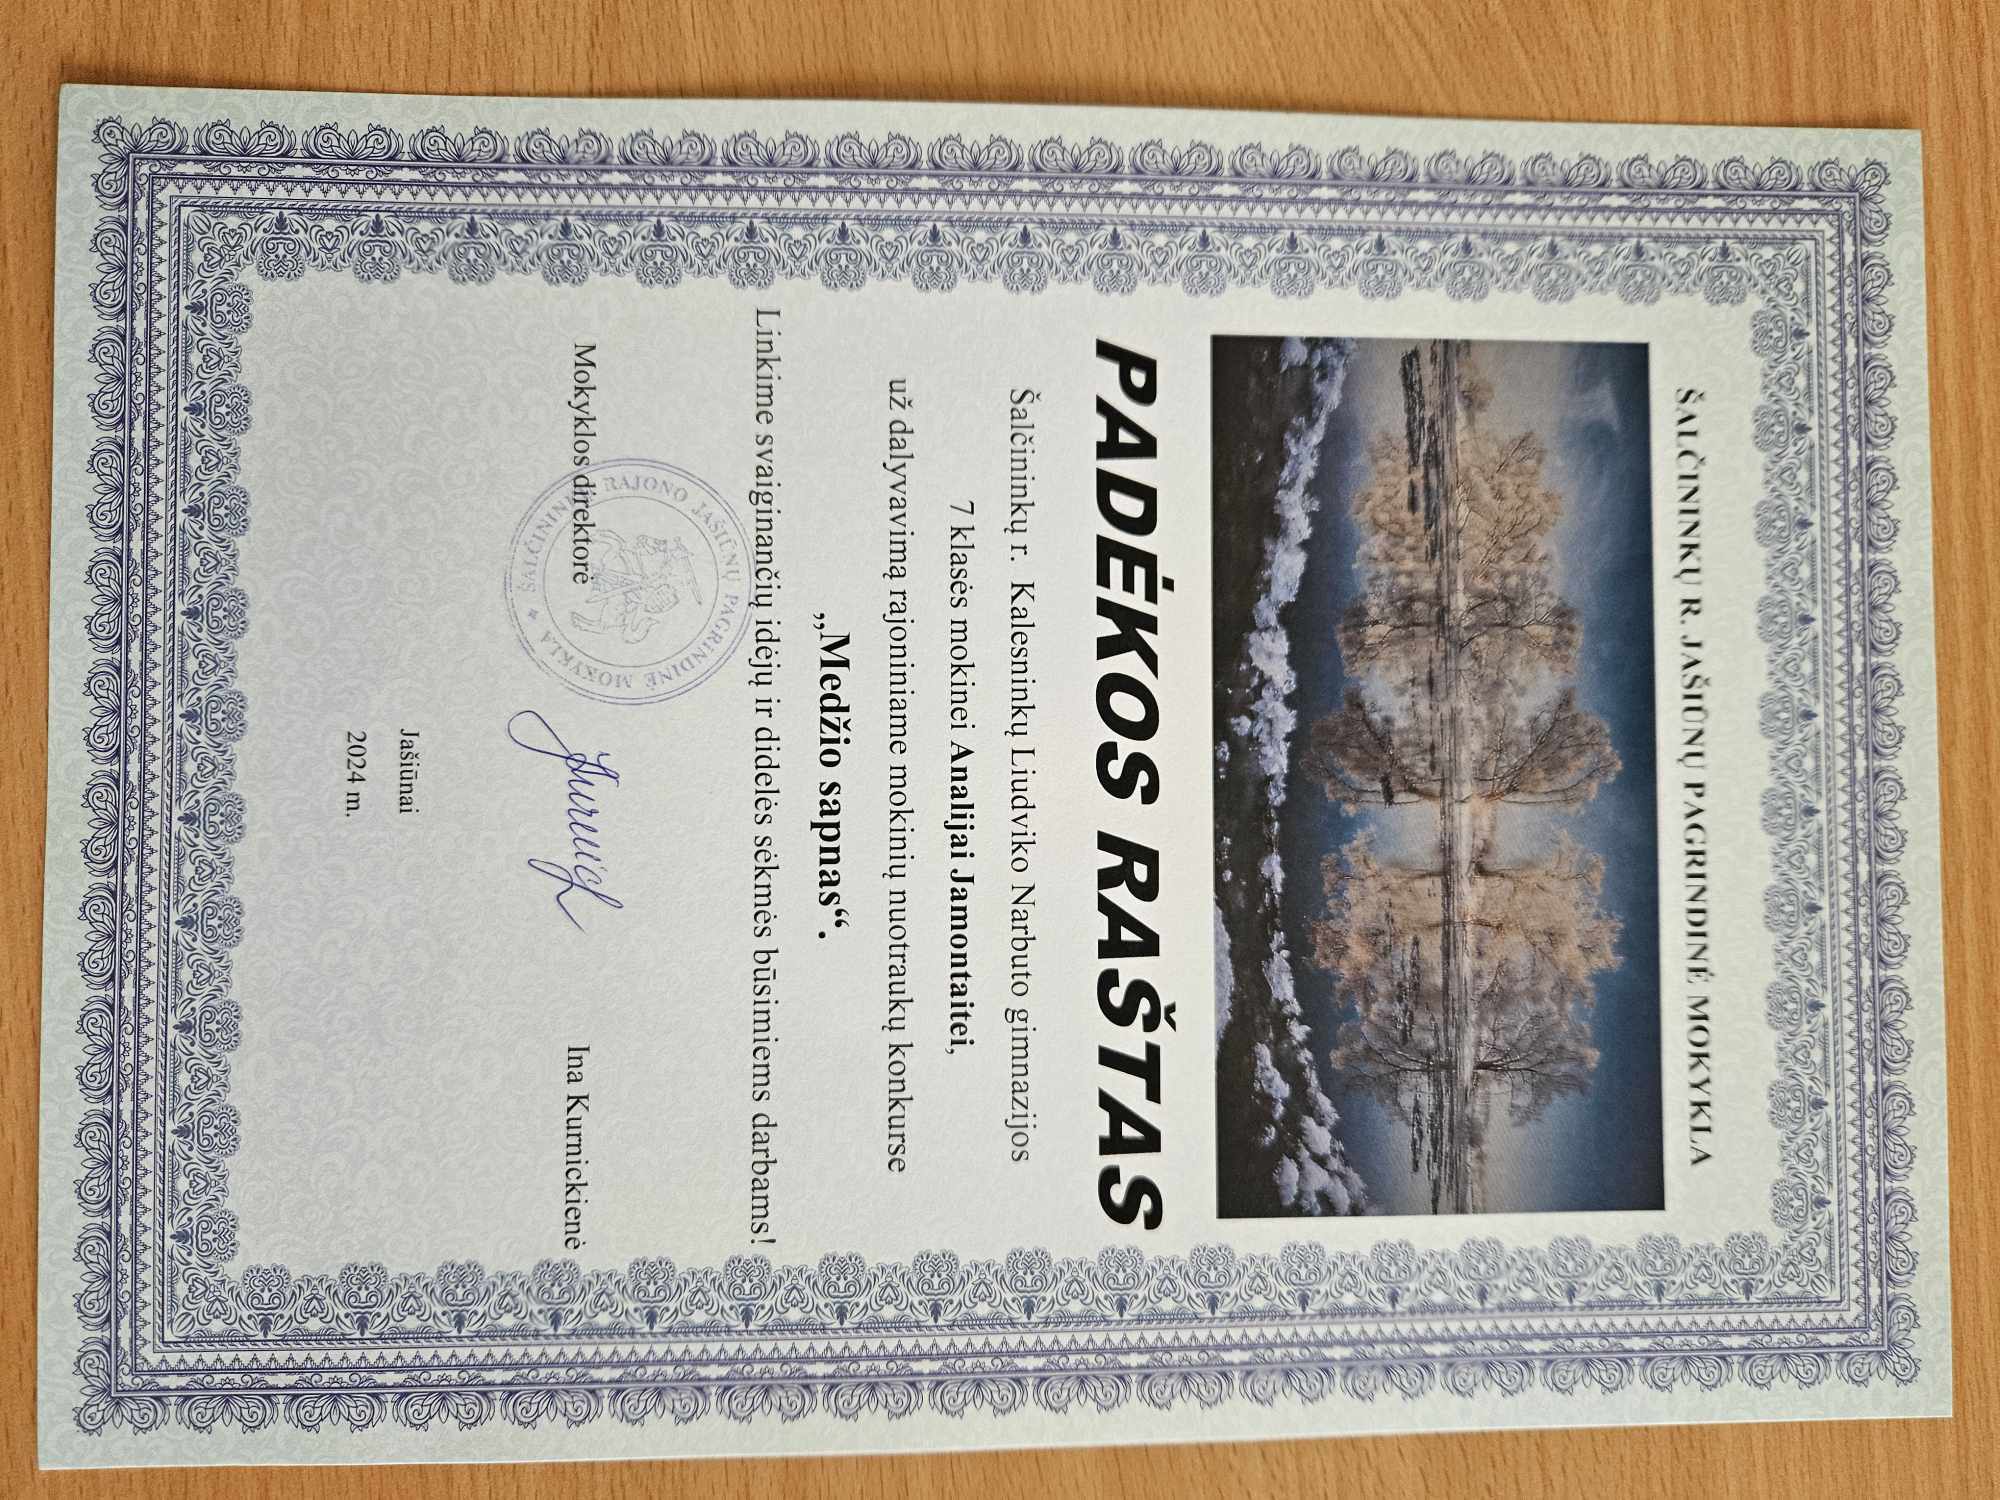 ŠALČININKŲ R. JAŠIŪNŲ PAGRINDINĖ MOKYKLA
PADĖKOS RAŠTAS
Šalčininkų r. Kalesninkų Liudviko Narbuto gimnazijos
7 klasės mokinei Analijai Jamontaitei,
už dalyvavimą rajoniniame mokinių nuotraukų konkurse
„Medžio sapnas“.
Linkime svaiginančių idėjų ir didelės sėkmės būsimiems darbams!
Mokyklos direktorė Ina Kurnickienė
ŠALČININKŲ RAJONO JAŠIŪNŲ PAGRINDINĖ MOKYKLA
Jašiūnai
2024 m.